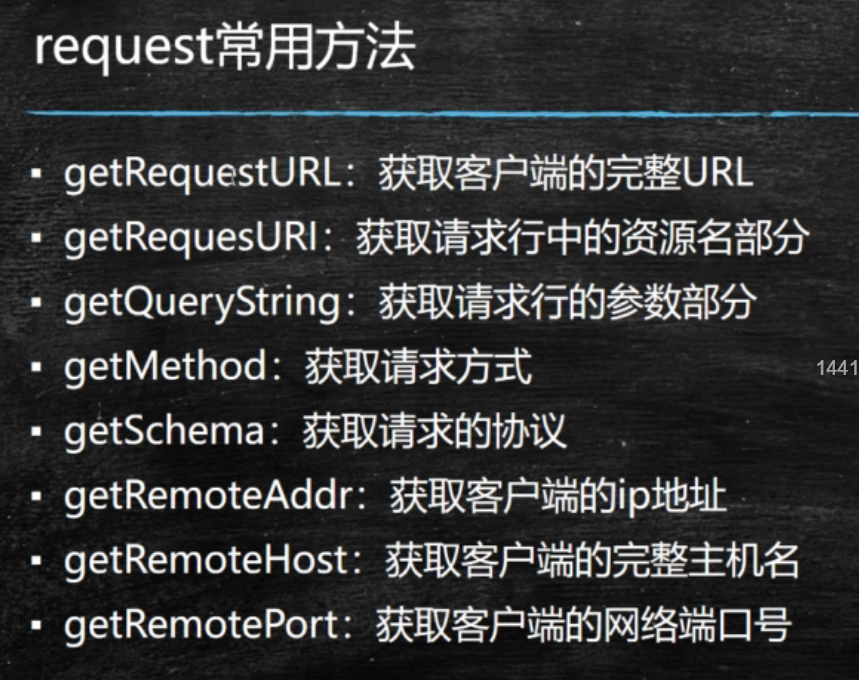 request常用方法
▪ getRequestURL：获取客户端的完整URL
▪ getRequesURI：获取请求行中的资源名部分
▪ getQueryString：获取请求行的参数部分
▪ getMethod：获取请求方式
▪ getSchema：获取请求的协议
▪ getRemoteAddr：获取客户端的ip地址
▪ getRemoteHost：获取客户端的完整主机名
▪ getRemotePort：获取客户端的网络端口号
1441